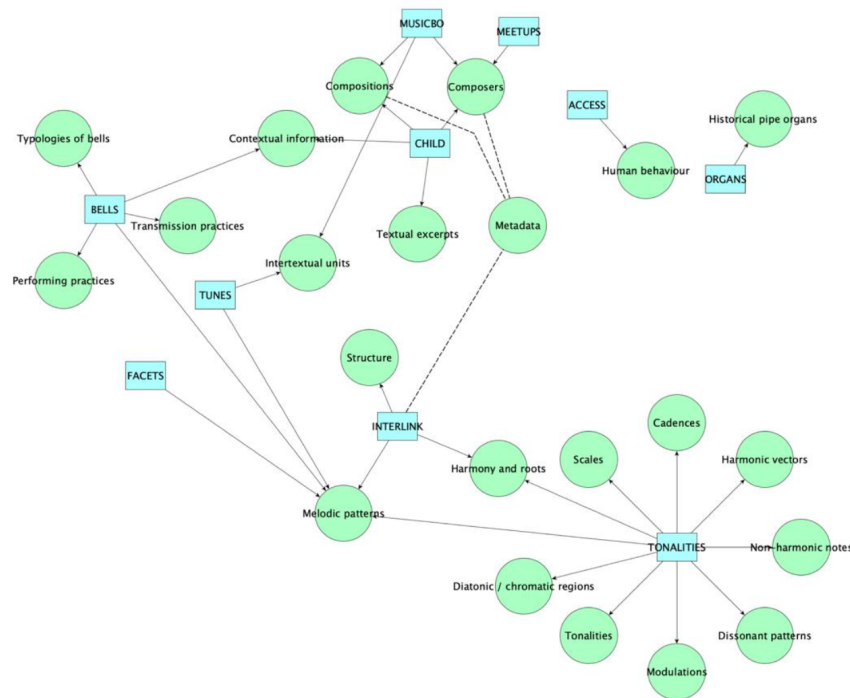 MUSICBO
MEETUPS
Compositions
Composers
ACCESS
Historical pipe organs
Typologies of bells
Contextual information
CHILD
Human behaviour
ORGANS
BELLS
Transmission practices
Textual excerpts
Metadata
Intertextual units
Performing practices
TUNES
Structure
FACETS
INTERLINK
Cadences
Harmony and roots
Scales
Harmonic vectors
Melodic patterns
TONALITIES
Non-harmonic notes
Diatonic / chromatic regions
Tonalities
Dissonant patterns
Modulations